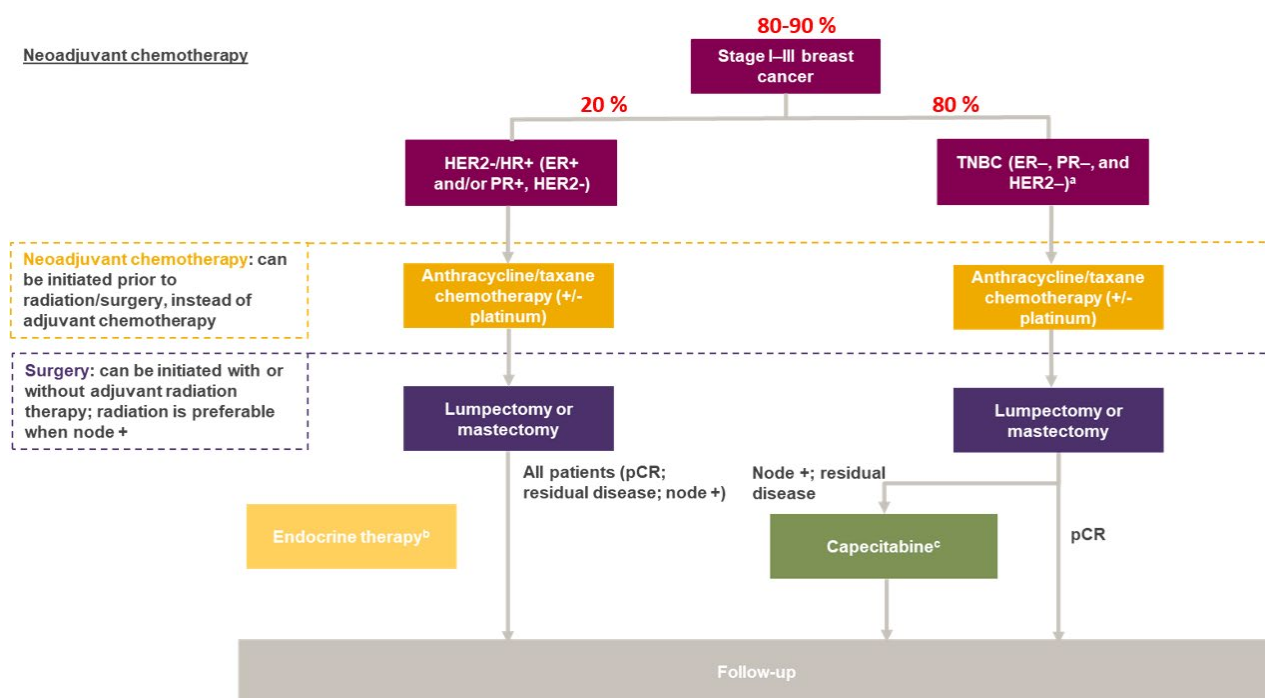 80-90 %
Neoadjuvant chemotherapy
Stage I–III breast
cancer
20 %
80 %
HER2-/HR+ (ER+
and/or PR+, HER2-)
TNBC (ER–, PR–, and
HER2–)ᵃ
Neoadjuvant chemotherapy: can
be initiated prior to
radiation/surgery, instead of
adjuvant chemotherapy
Anthracycline/taxane
chemotherapy (+/-
platinum)
Anthracycline/taxane
chemotherapy (+/-
platinum)
Surgery: can be initiated with or
without adjuvant radiation
therapy; radiation is preferable
when node +
Lumpectomy or
mastectomy
Lumpectomy or
mastectomy
All patients (pCR;
residual disease; node +)
Node +; residual
disease
Endocrine therapyᵇ
Capecitabineᶜ
pCR
Follow-up